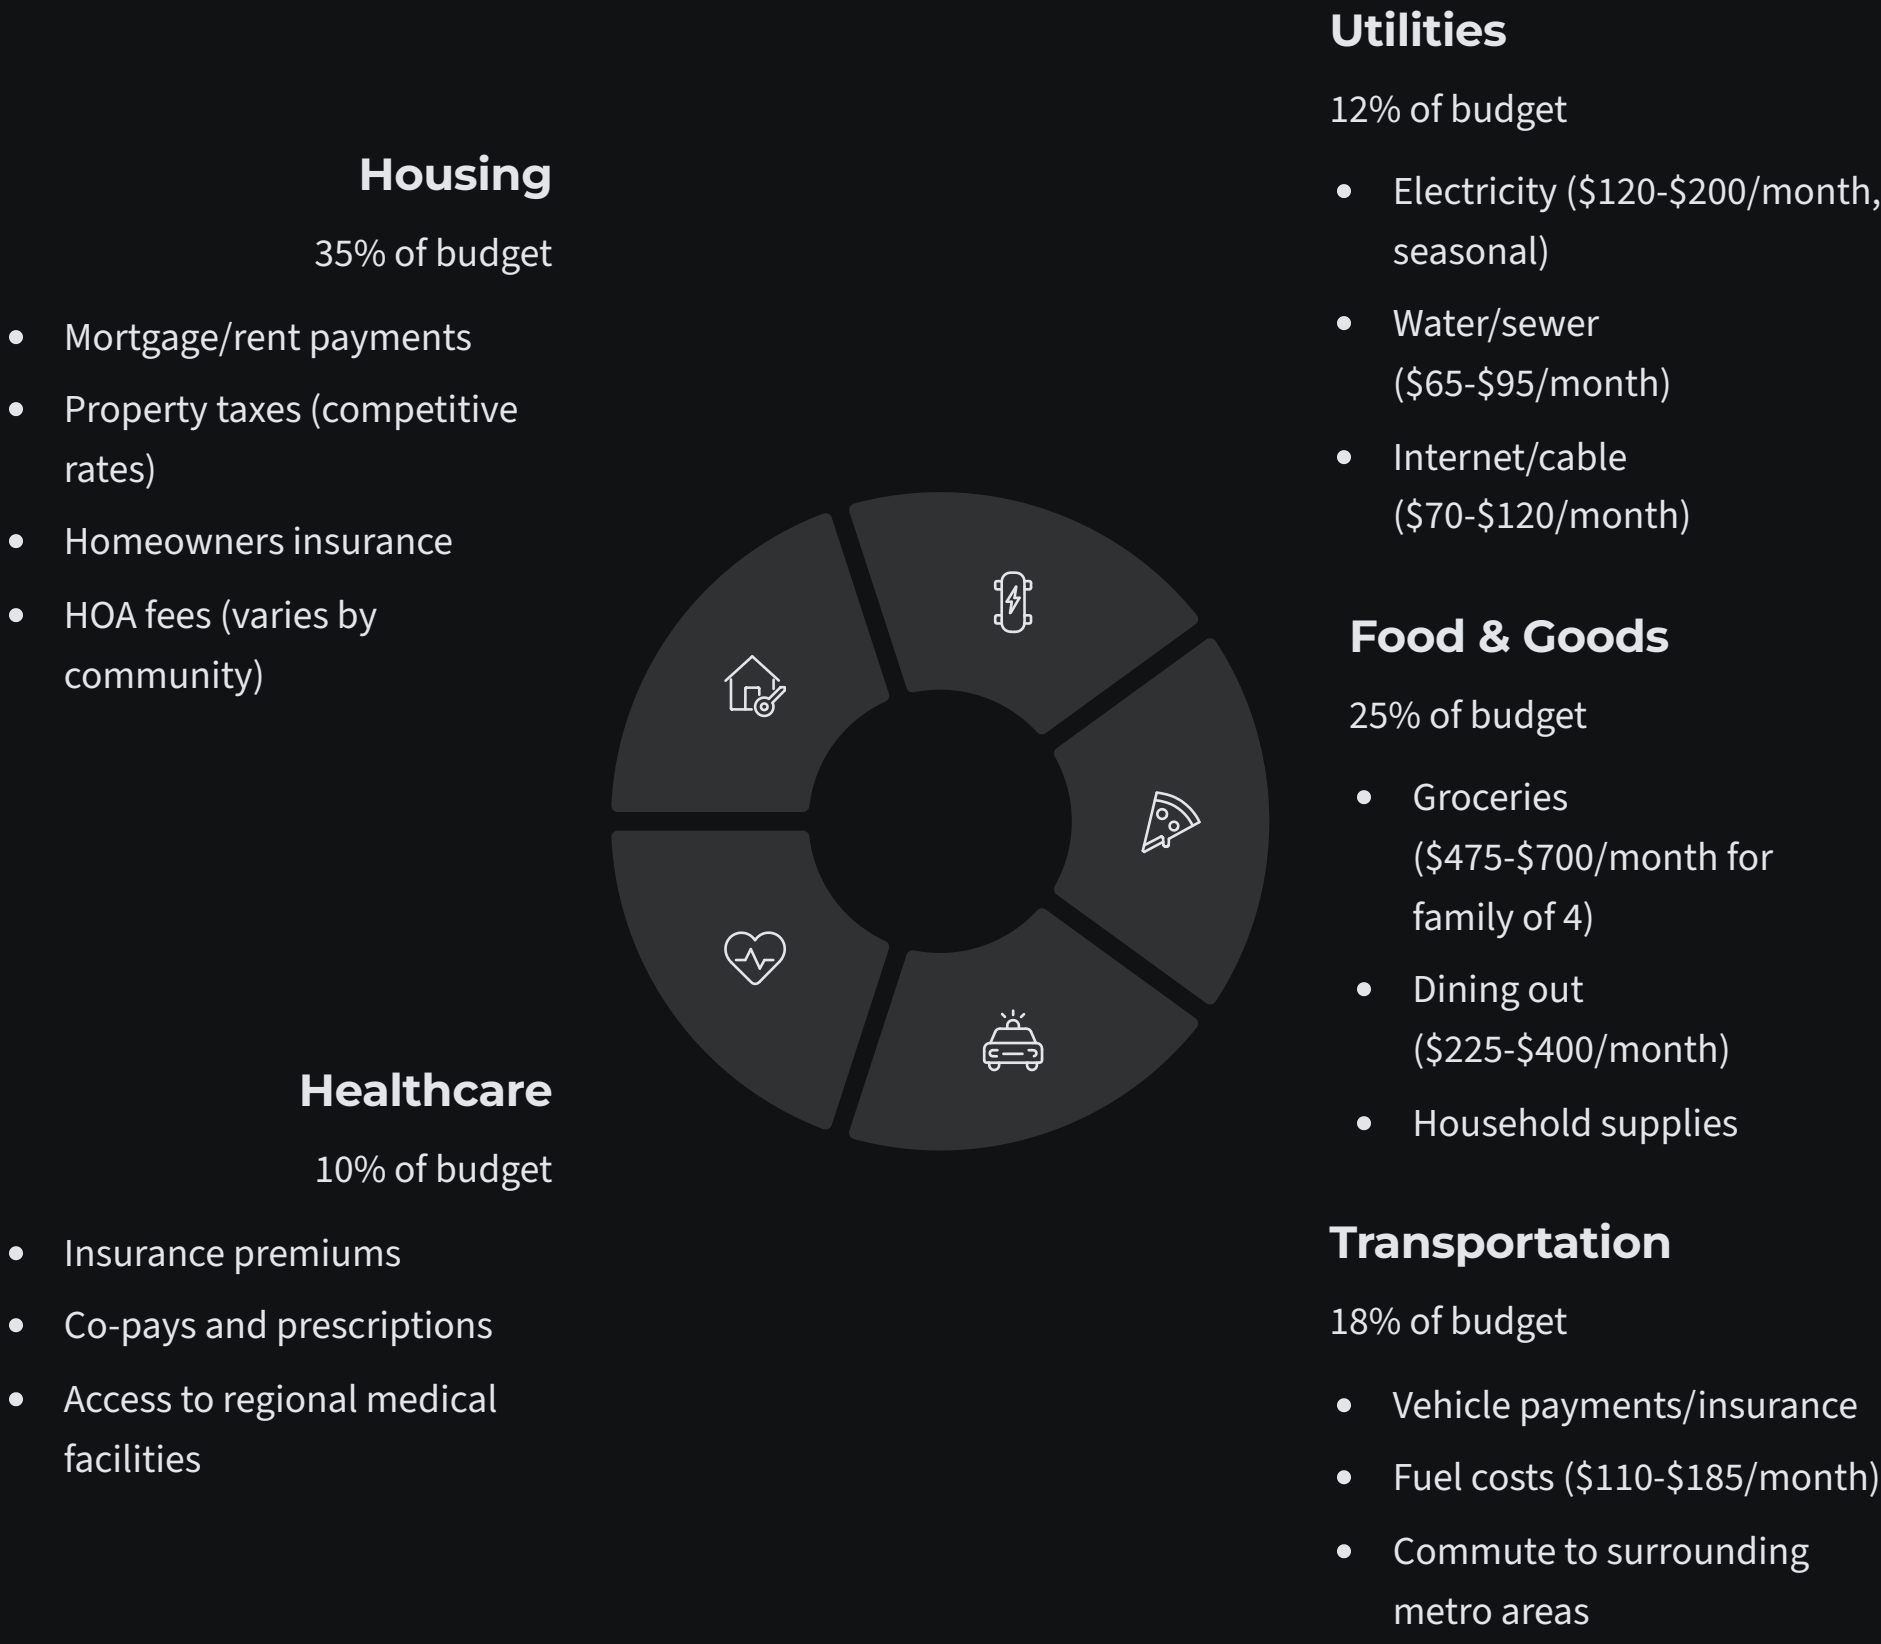 Housing
35% of budget
• Mortgage/rent payments
• Property taxes (competitive
rates)
• Homeowners insurance
• HOA fees (varies by
community)
Healthcare
10% of budget
• Insurance premiums
• Co-pays and prescriptions
• Access to regional medical
facilities
Utilities
12% of budget
• Electricity ($120-$200/month,
seasonal)
• Water/sewer
($65-$95/month)
• Internet/cable
($70-$120/month)
Food & Goods
25% of budget
• Groceries
($475-$700/month for
family of 4)
• Dining out
($225-$400/month)
• Household supplies
Transportation
18% of budget
• Vehicle payments/insurance
• Fuel costs ($110-$185/month)
• Commute to surrounding
metro areas